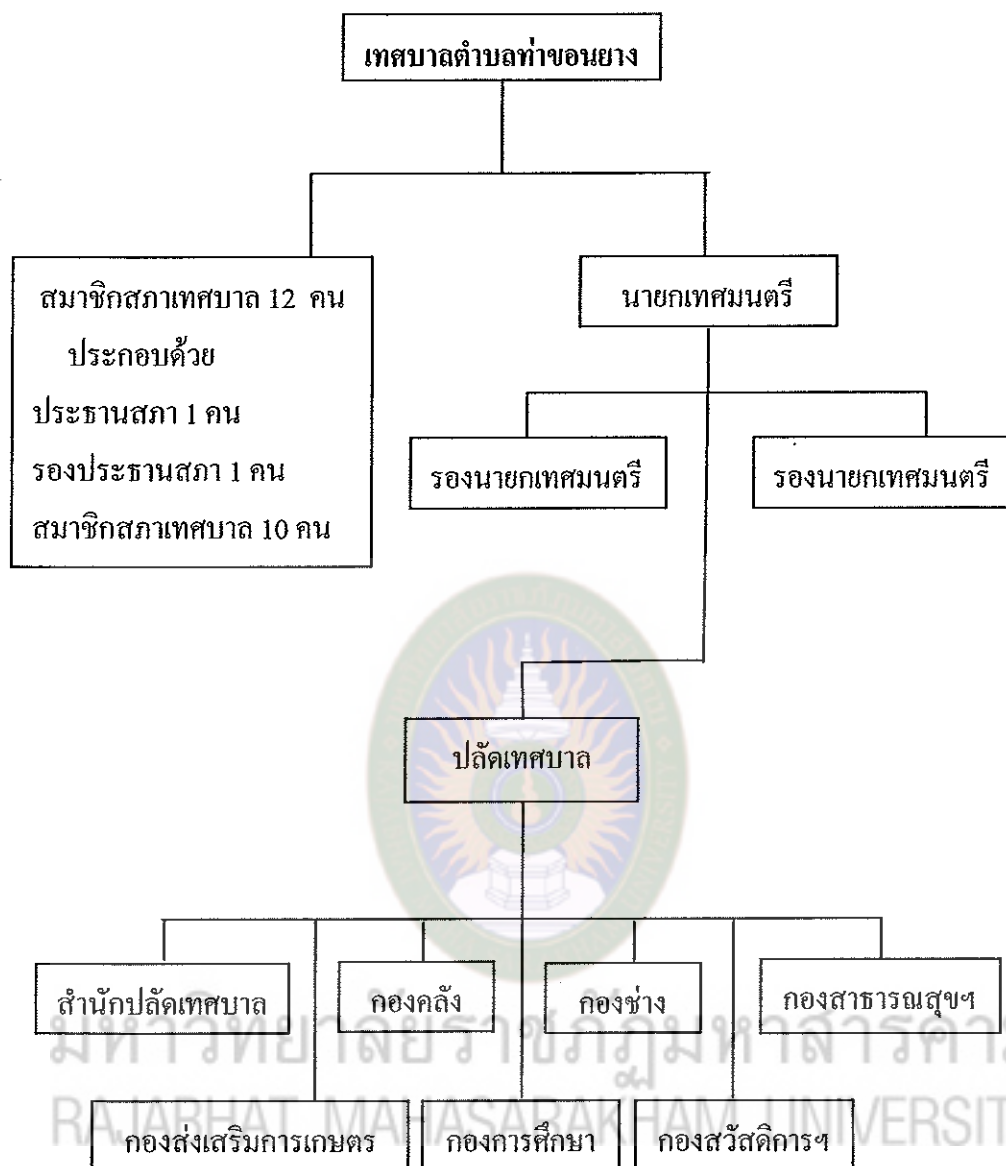 เทศบาลตำบลท่าขอนยาง
สมาชิกสภาเทศบาล 12 คน
ประกอบด้วย
ประธานสภา 1 คน
รองประธานสภา 1 คน
สมาชิกสภาเทศบาล 10 คน
นายกเทศมนตรี
รองนายกเทศมนตรี
รองนายกเทศมนตรี
ปลัดเทศบาล
สำนักปลัดเทศบาล
กองคลัง
กองช่าง
กองสาธารณสุขฯ
กองส่งเสริมการเกษตร
กองการศึกษา
กองสวัสดิการฯ
RAJABHAT MAHASARAKHAM UNIVERSIT